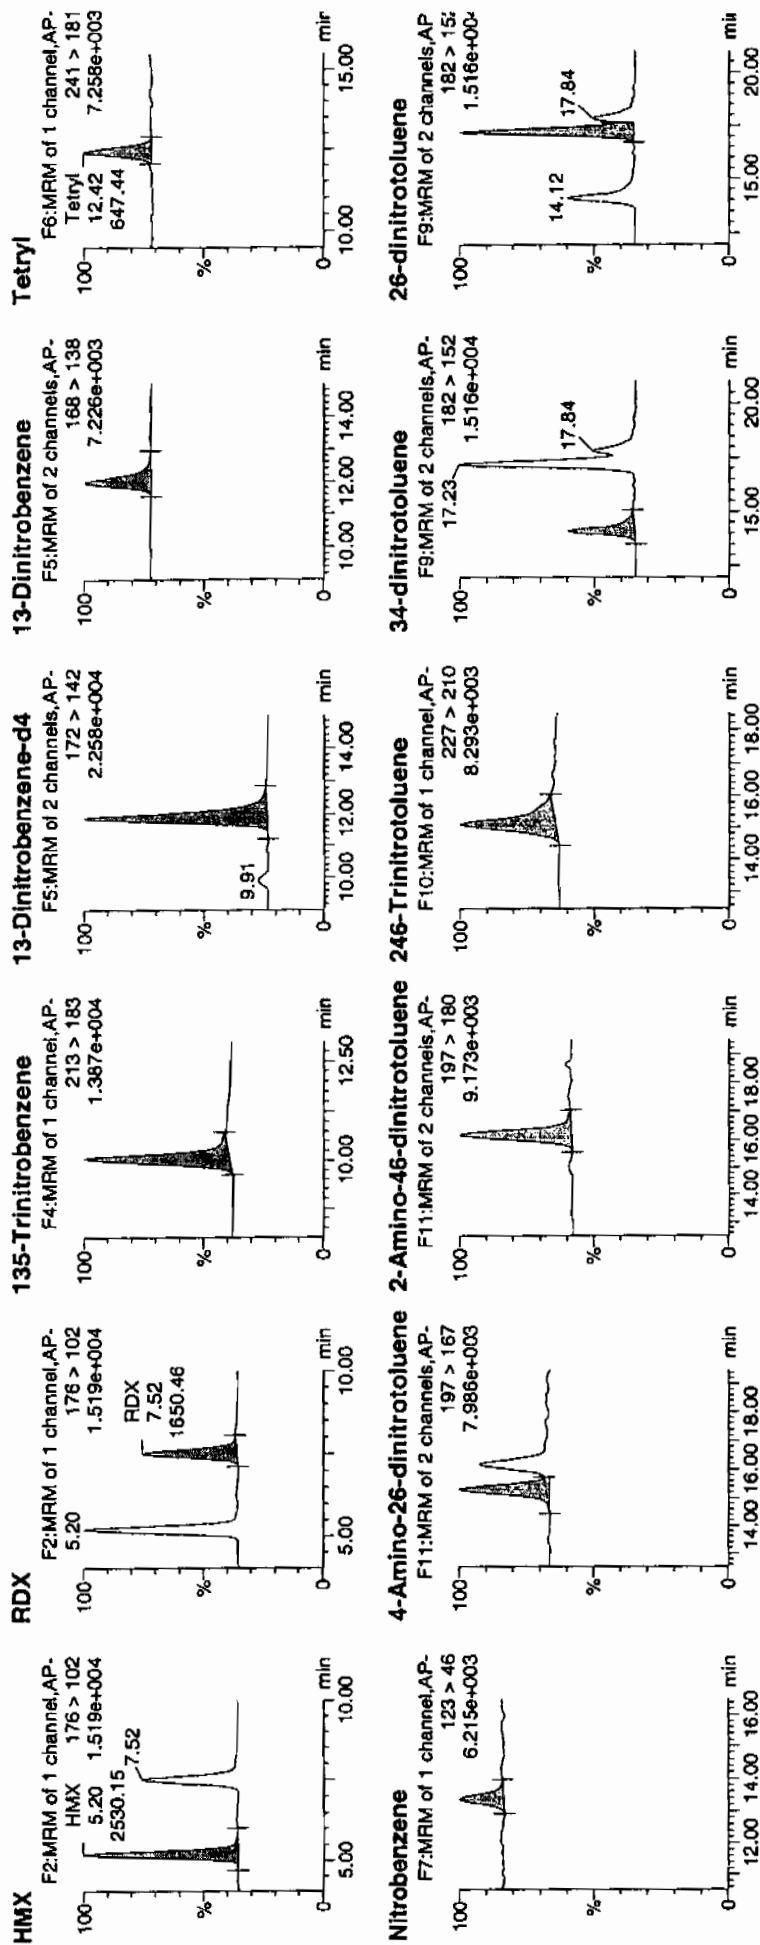 HMX
F2:MRM of 1 channel,AP-
176 > 102
1.519e+004
HMX
5.20
2530.15
7.52
100
%
0
5.00
10.00
min
RDX
F2:MRM of 1 channel,AP-
176 > 102
1.519e+004
5.20
RDX
7.52
1650.46
100
%
0
5.00
10.00
min
135-Trinitrobenzene
F4:MRM of 1 channel,AP-
213 > 183
1.387e+004
100
%
0
10.00
12.50
min
13-Dinitrobenzene-d4
F5:MRM of 2 channels,AP-
172 > 142
2.258e+004
9.91
100
%
0
10.00
12.00
14.00
min
13-Dinitrobenzene
F5:MRM of 2 channels,AP-
168 > 138
7.226e+003
100
%
0
10.00
12.00
14.00
min
Tetryl
F6:MRM of 1 channel,AP-
241 > 181
7.258e+003
Tetryl
12.42
647.44
100
%
0
10.00
15.00
min
Nitrobenzene
F7:MRM of 1 channel,AP-
123 > 46
6.215e+003
100
%
0
12.00
14.00
16.00
min
4-Amino-26-dinitrotoluene
F11:MRM of 2 channels,AP-
197 > 167
7.986e+003
100
%
0
14.00
16.00
18.00
min
2-Amino-46-dinitrotoluene
F11:MRM of 2 channels,AP-
197 > 180
9.173e+003
100
%
0
14.00
16.00
18.00
min
246-Trinitrotoluene
F10:MRM of 1 channel,AP-
227 > 210
8.293e+003
100
%
0
14.00
16.00
18.00
min
34-dinitrotoluene
F9:MRM of 2 channels,AP-
182 > 152
1.516e+004
17.23
17.84
100
%
0
15.00
20.00
min
26-dinitrotoluene
F9:MRM of 2 channels,AP
182 > 15
1.516e+00
14.12
17.84
100
%
0
15.00
20.00